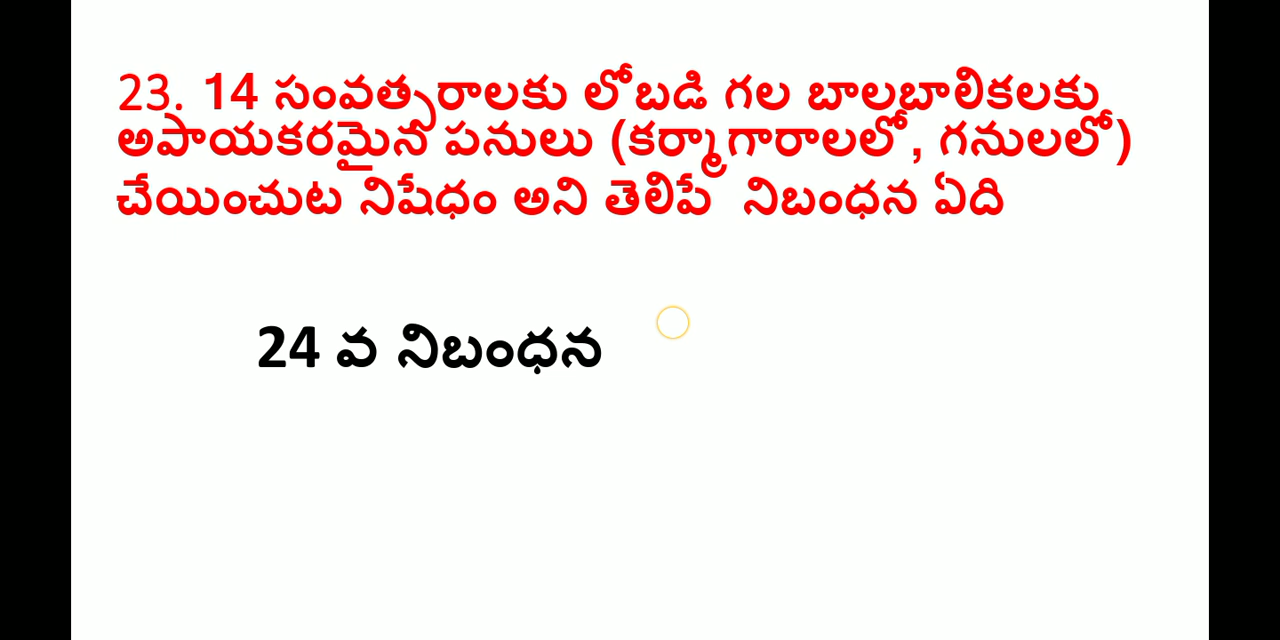 23. 14 సంవత్సరాలకు లోబడి గల బాలబాలికలకు
అపాయకరమైన పనులు (కర్మాగారాలలో, గనులలో)
చేయించుట నిషేధం అని తెలిపే నిబంధన ఏది
24 వ నిబంధన